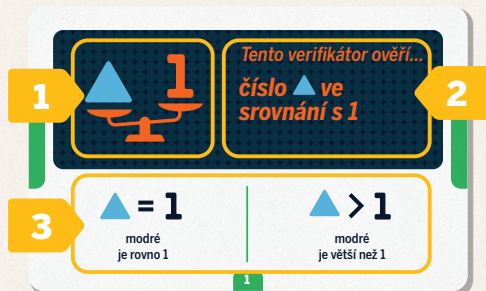 1
1
Tento verifikátor ověří...
číslo ve
srovnání s 1
2
3
= 1
modré
je rovno 1
> 1
modré
je větší než 1
1